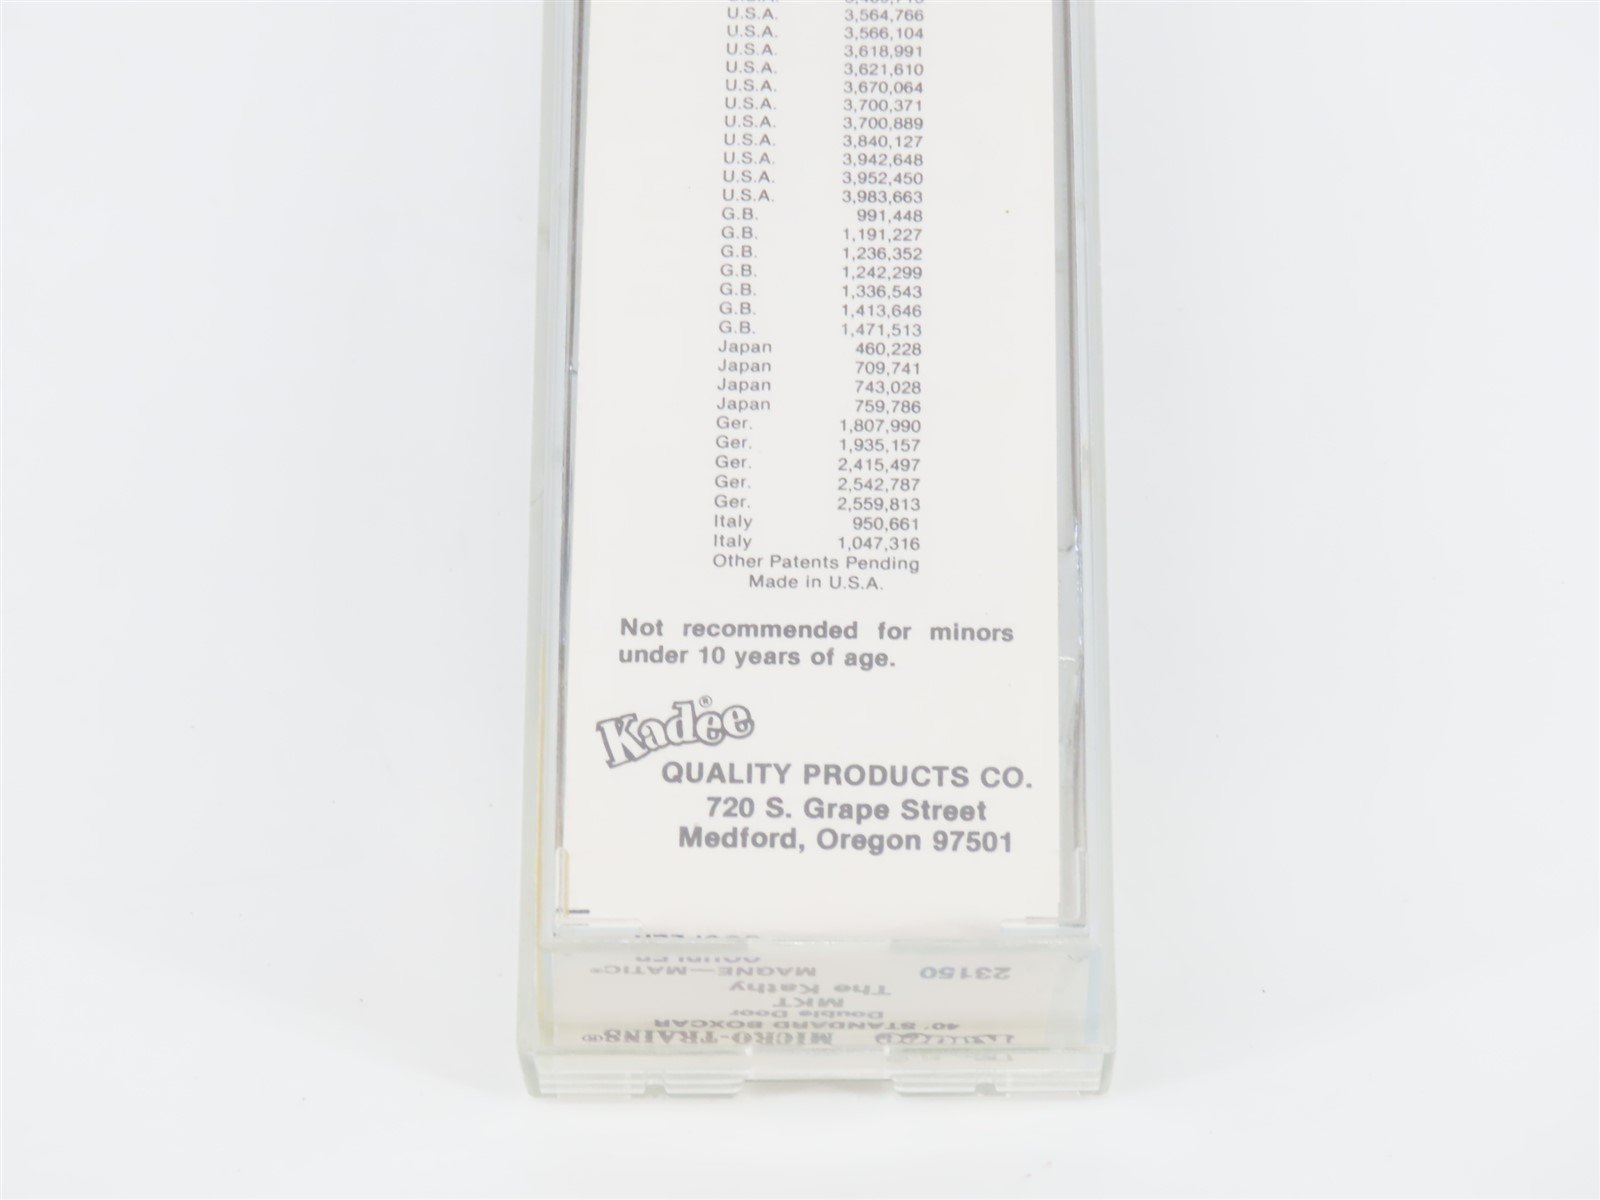 U.S.A. 3,564,766
U.S.A. 3,566,104
U.S.A. 3,618,991
U.S.A. 3,621,610
U.S.A. 3,670,064
U.S.A. 3,700,371
U.S.A. 3,700,889
U.S.A. 3,840,127
U.S.A. 3,942,648
U.S.A. 3,952,450
U.S.A. 3,983,663
G.B. 991,448
G.B. 1,191,227
G.B. 1,236,352
G.B. 1,242,299
G.B. 1,336,543
G.B. 1,413,646
G.B. 1,471,513
Japan 460,228
Japan 709,741
Japan 743,028
Japan 759,786
Ger. 1,807,990
Ger. 1,935,157
Ger. 2,415,497
Ger. 2,542,787
Ger. 2,559,813
Italy 950,661
Italy 1,047,316
Other Patents Pending
Made in U.S.A.
Not recommended for minors
under 10 years of age.
Kadee®
QUALITY PRODUCTS CO.
720 S. Grape Street
Medford, Oregon 97501
MICRO-TRAINS®
40' STANDARD BOXCAR
Double Door
MKT
The Kathy
23150 MAGNE—MATIC®
COUPLER